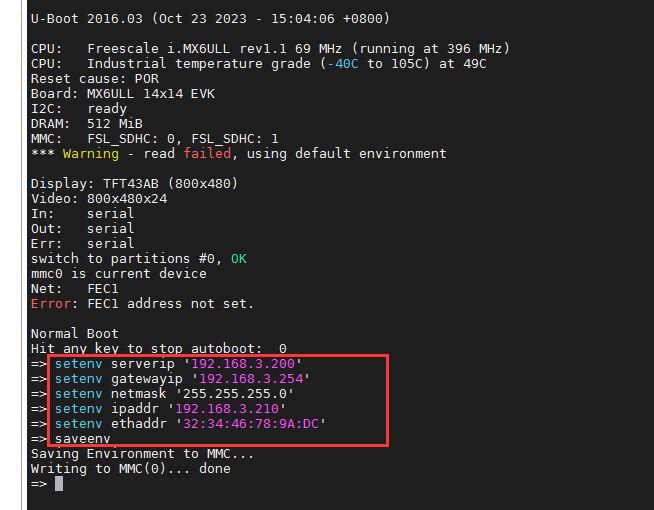 U-Boot 2016.03 (Oct 23 2023 - 15:04:06 +0800)
CPU:   Freescale i.MX6ULL rev1.1 69 MHz (running at 396 MHz)
CPU:   Industrial temperature grade (-40C to 105C) at 49C
Reset cause: POR
Board: MX6ULL 14x14 EVK
I2C:   ready
DRAM:  512 MiB
MMC:   FSL_SDHC: 0, FSL_SDHC: 1
*** Warning - read failed, using default environment
Display: TFT43AB (800x480)
Video: 800x480x24
In:    serial
Out:   serial
Err:   serial
switch to partitions #0, OK
mmc0 is current device
Net:   FEC1
Error: FEC1 address not set.
Normal Boot
Hit any key to stop autoboot:  0
=> setenv serverip '192.168.3.200'
=> setenv gatewayip '192.168.3.254'
=> setenv netmask '255.255.255.0'
=> setenv ipaddr '192.168.3.210'
=> setenv ethaddr '32:34:46:78:9A:DC'
=> saveenv
Saving Environment to MMC...
Writing to MMC(0)... done
=>